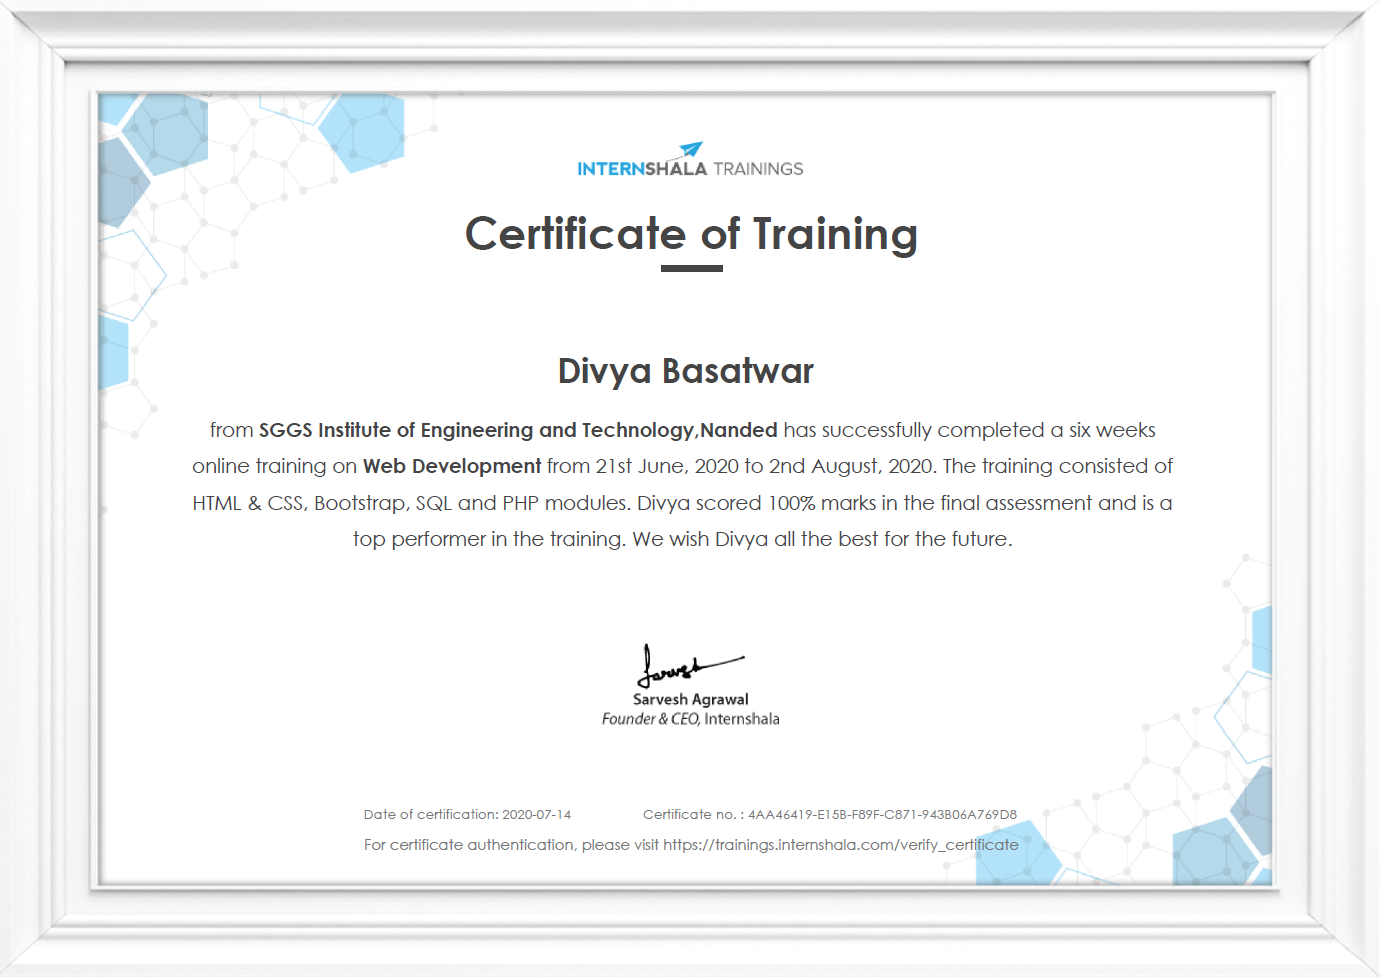 INTERNSHALA TRAININGS
Certificate of Training
Divya Basatwar
from SGGS Institute of Engineering and Technology,Nanded has successfully completed a six weeks
online training on Web Development from 21st June, 2020 to 2nd August, 2020. The training consisted of
HTML & CSS, Bootstrap, SQL and PHP modules. Divya scored 100% marks in the final assessment and is a
top performer in the training. We wish Divya all the best for the future.
Sarvesh
Sarvesh Agrawal
Founder & CEO, Internshala
Date of certification: 2020-07-14 Certificate no. : 4AA46419-E15B-F89F-C871-943B06A769D8
For certificate authentication, please visit https://trainings.internshala.com/verify_certificate